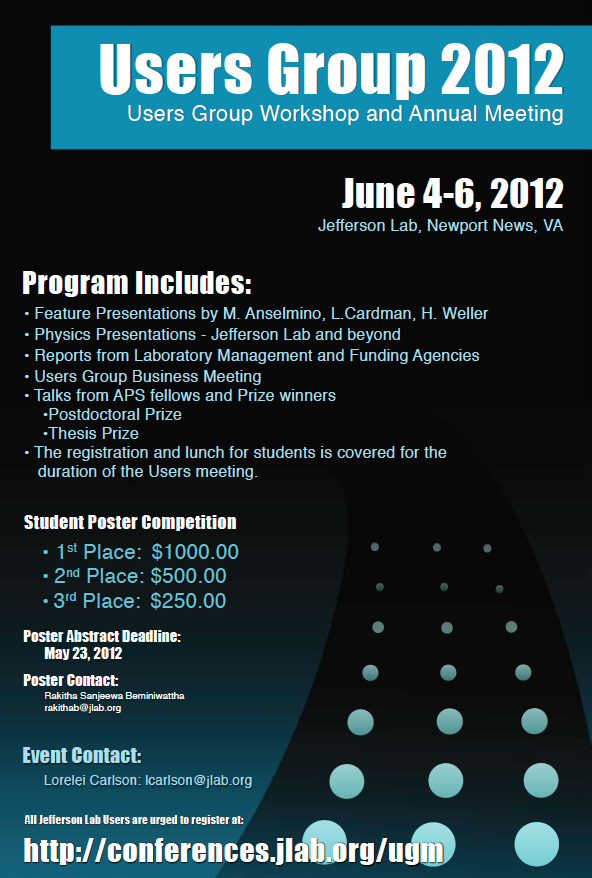 Users Group 2012
Users Group Workshop and Annual Meeting
June 4-6, 2012
Jefferson Lab, Newport News, VA
Program Includes:
• Feature Presentations by M. Anselmino, L.Cardman, H. Weller
• Physics Presentations - Jefferson Lab and beyond
• Reports from Laboratory Management and Funding Agencies
• Users Group Business Meeting
• Talks from APS fellows and Prize winners
•Postdoctoral Prize
•Thesis Prize
• The registration and lunch for students is covered for the
duration of the Users meeting.
Student Poster Competition
• 1st Place: $1000.00
• 2nd Place: $500.00
• 3rd Place: $250.00
Poster Abstract Deadline:
May 23, 2012
Poster Contact:
Rakitha Sanjeewa Beminiwattha
rakithab@jlab.org
Event Contact:
Lorelei Carlson: lcarlson@jlab.org
All Jefferson Lab Users are urged to register at:
http://conferences.jlab.org/ugm